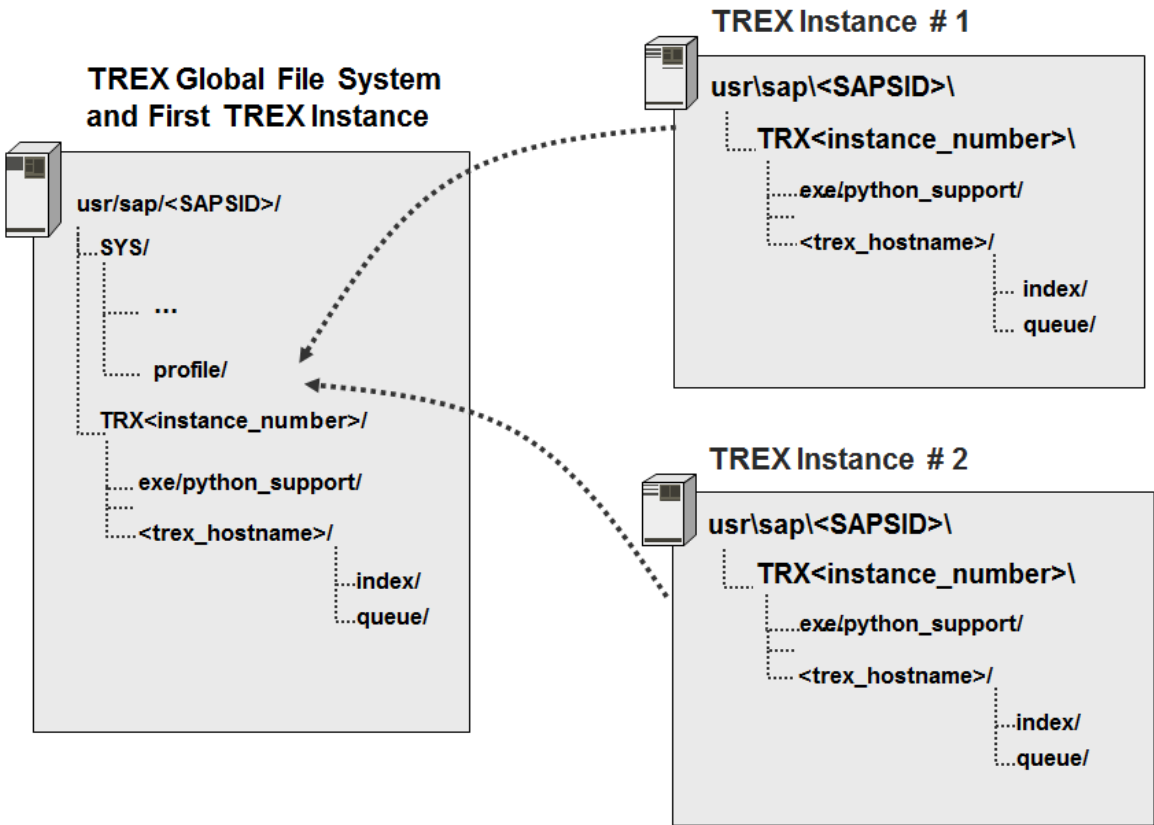 TREX Global File System
and First TREX Instance
usr/sap/<SAPSID>/
SYS/
...
profile/
TRX<instance_number>/
exe/python_support/
<trex_hostname>/
index/
queue/
TREX Instance # 1
usr\sap\<SAPSID>\
TRX<instance_number>\
exe/python_support/
<trex_hostname>/
index/
queue/
TREX Instance # 2
usr\sap\<SAPSID>\
TRX<instance_number>\
exe/python_support/
<trex_hostname>/
index/
queue/